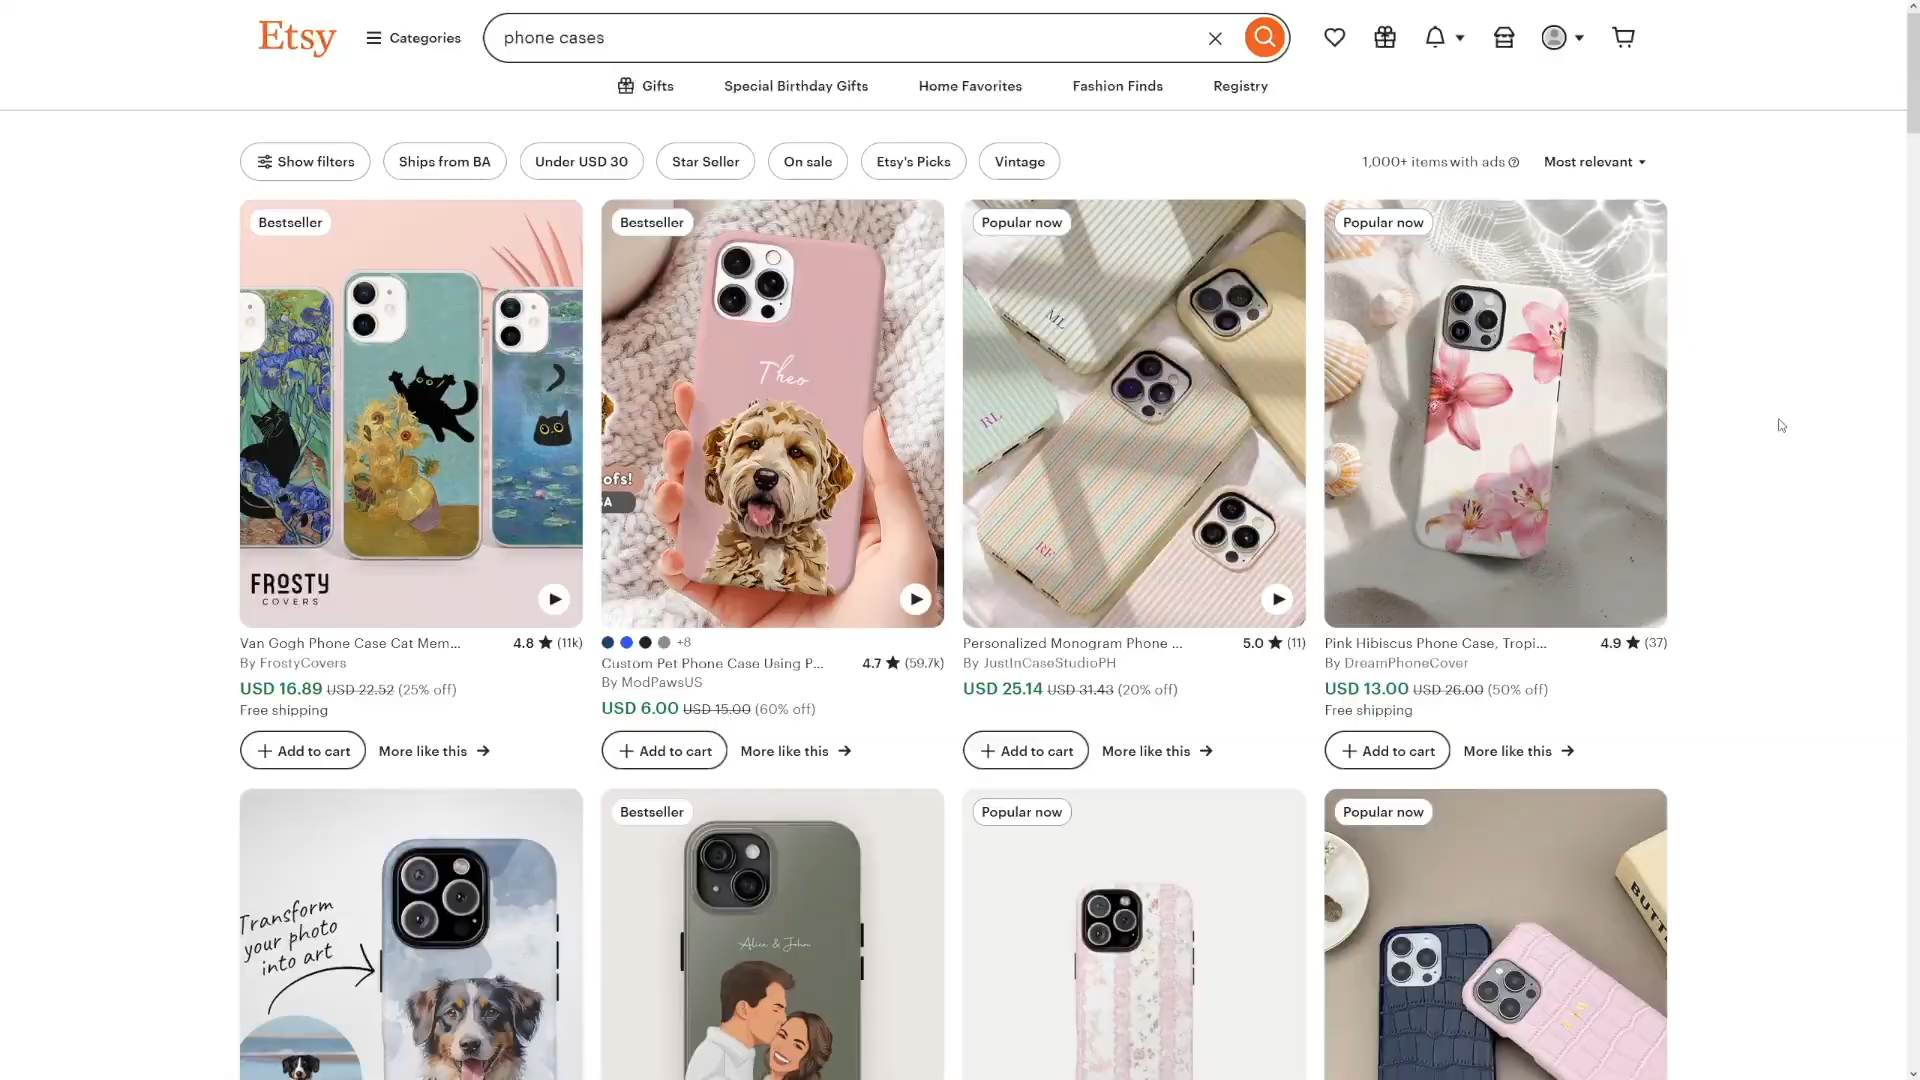 Etsy
Categories
phone cases
Gifts
Special Birthday Gifts
Home Favorites
Fashion Finds
Registry
Show filters
Ships from BA
Under USD 30
Star Seller
On sale
Etsy's Picks
Vintage
1,000+ items with ads
Most relevant
Bestseller
FROSTY
COVERS
Van Gogh Phone Case Cat Mem...
4.8 ★ (11k)
By FrostyCovers
USD 16.89 USD 22.52 (25% off)
Free shipping
Add to cart
More like this
Bestseller
Theo
ofs!
SA
+8
Custom Pet Phone Case Using P...
4.7 ★ (59.7k)
By ModPawsUS
USD 6.00 USD 15.00 (60% off)
Add to cart
More like this
Popular now
ML
RL
RF
Personalized Monogram Phone ...
5.0 ★ (11)
By JustInCaseStudioPH
USD 25.14 USD 31.43 (20% off)
Add to cart
More like this
Popular now
Pink Hibiscus Phone Case, Tropi...
4.9 ★ (37)
By DreamPhoneCover
USD 13.00 USD 26.00 (50% off)
Free shipping
Add to cart
More like this
Transform
your photo
into art
Bestseller
Alice & John
Popular now
Popular now
BUTT